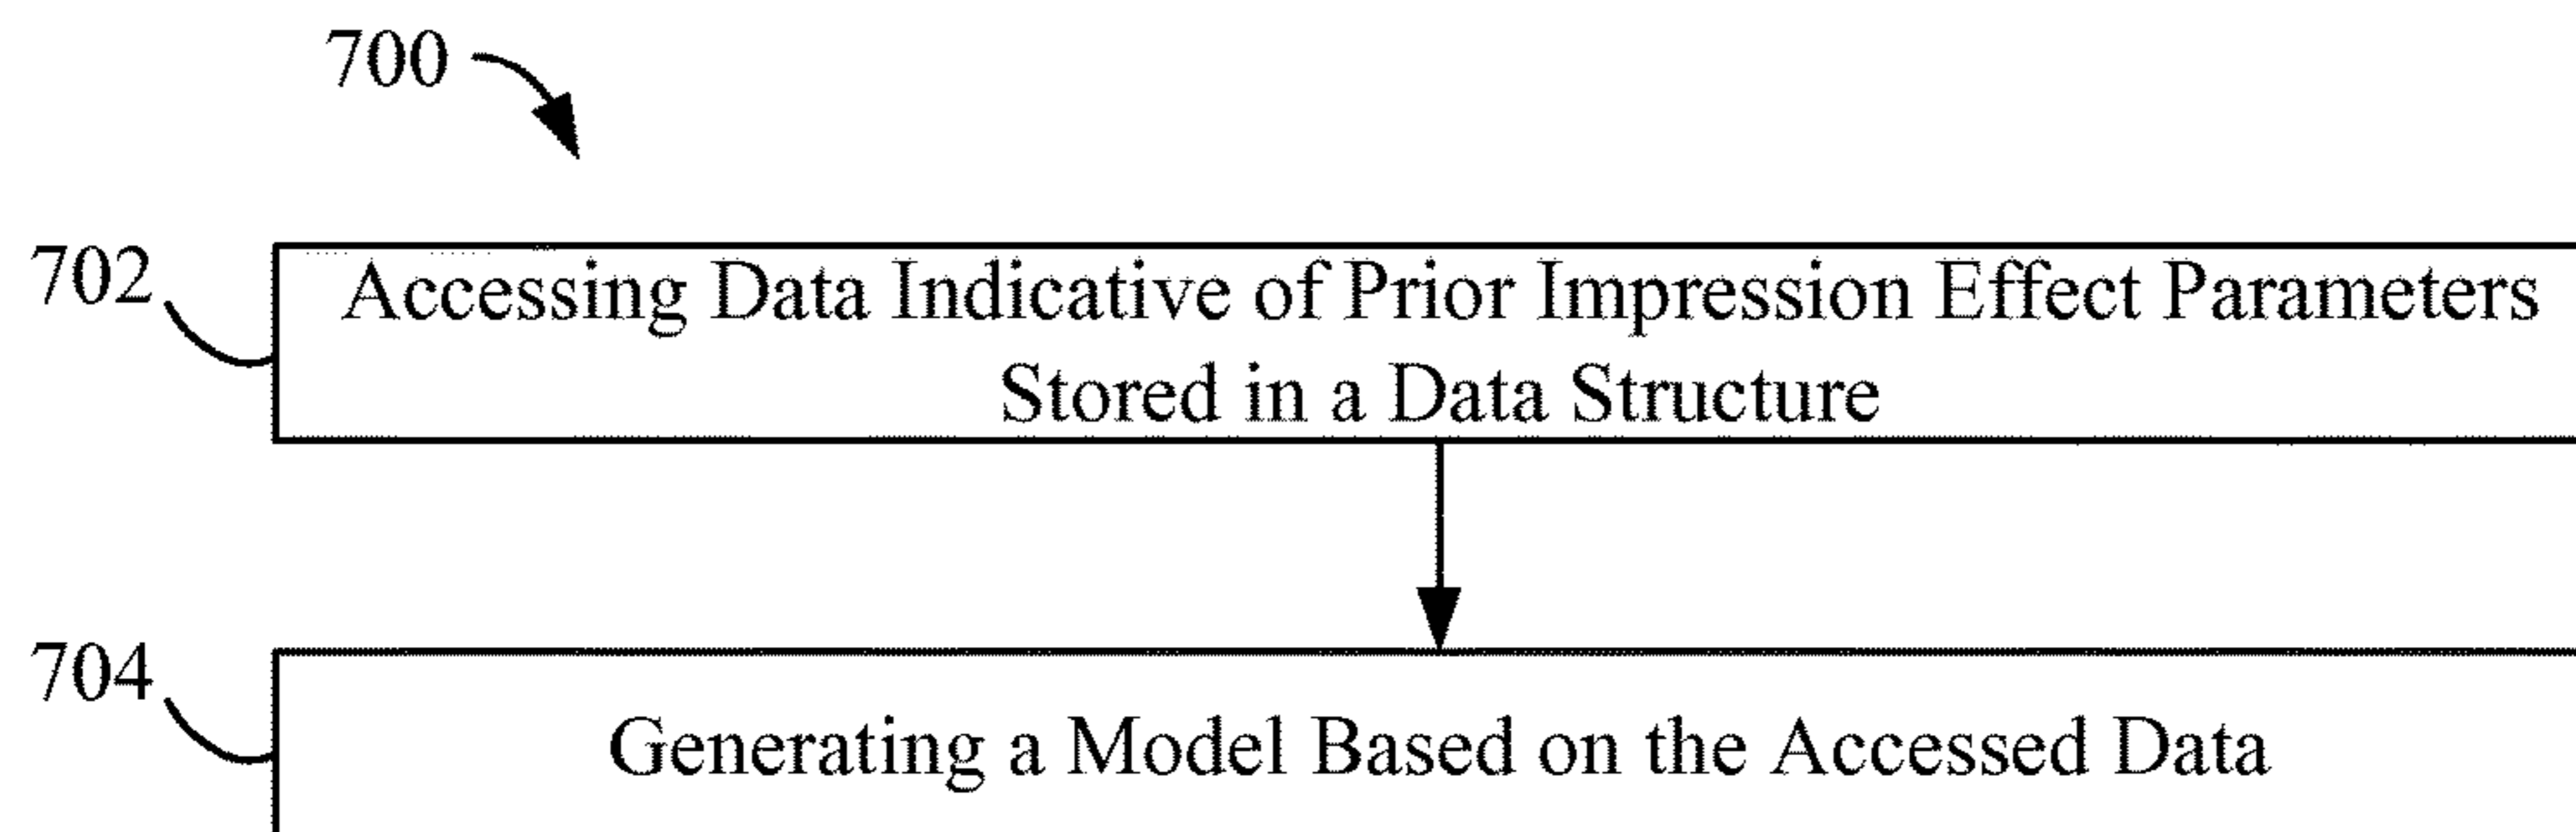 700
702
Accessing Data Indicative of Prior Impression Effect Parameters
Stored in a Data Structure
704
Generating a Model Based on the Accessed Data